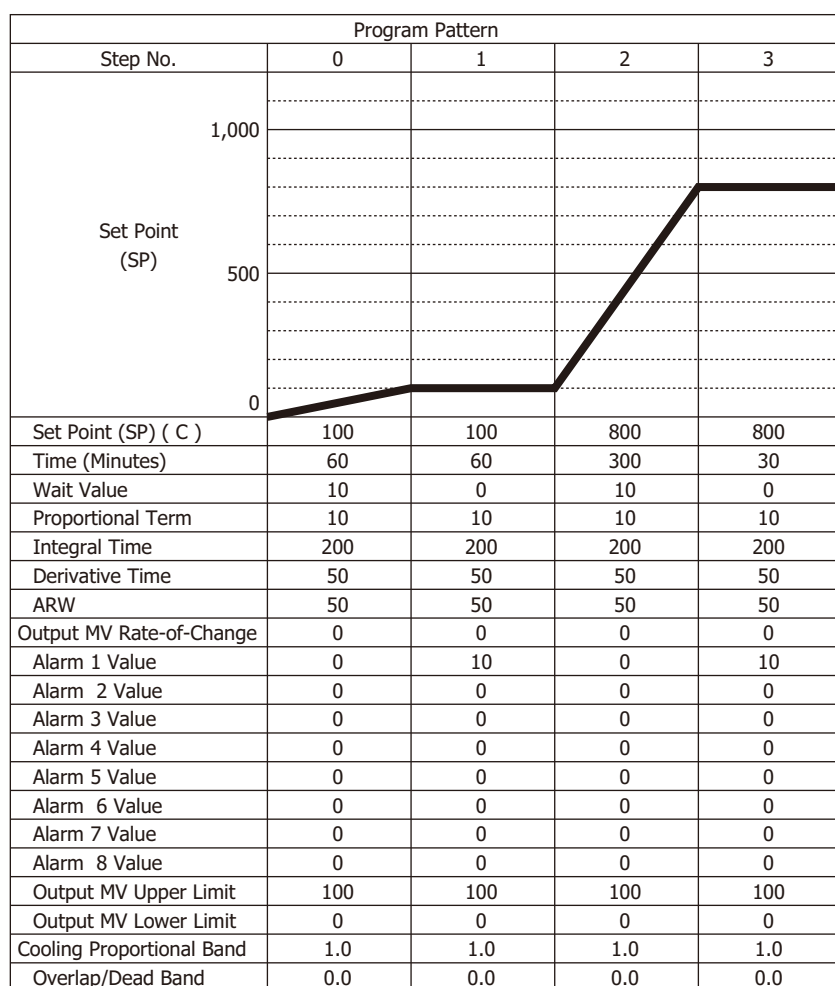 Program Pattern
Step No. 0 1 2 3
1,000
Set Point
(SP)
500
0
Set Point (SP) ( C ) 100 100 800 800
Time (Minutes) 60 60 300 30
Wait Value 10 0 10 0
Proportional Term 10 10 10 10
Integral Time 200 200 200 200
Derivative Time 50 50 50 50
ARW 50 50 50 50
Output MV Rate-of-Change 0 0 0 0
Alarm 1 Value 0 10 0 10
Alarm 2 Value 0 0 0 0
Alarm 3 Value 0 0 0 0
Alarm 4 Value 0 0 0 0
Alarm 5 Value 0 0 0 0
Alarm 6 Value 0 0 0 0
Alarm 7 Value 0 0 0 0
Alarm 8 Value 0 0 0 0
Output MV Upper Limit 100 100 100 100
Output MV Lower Limit 0 0 0 0
Cooling Proportional Band 1.0 1.0 1.0 1.0
Overlap/Dead Band 0.0 0.0 0.0 0.0